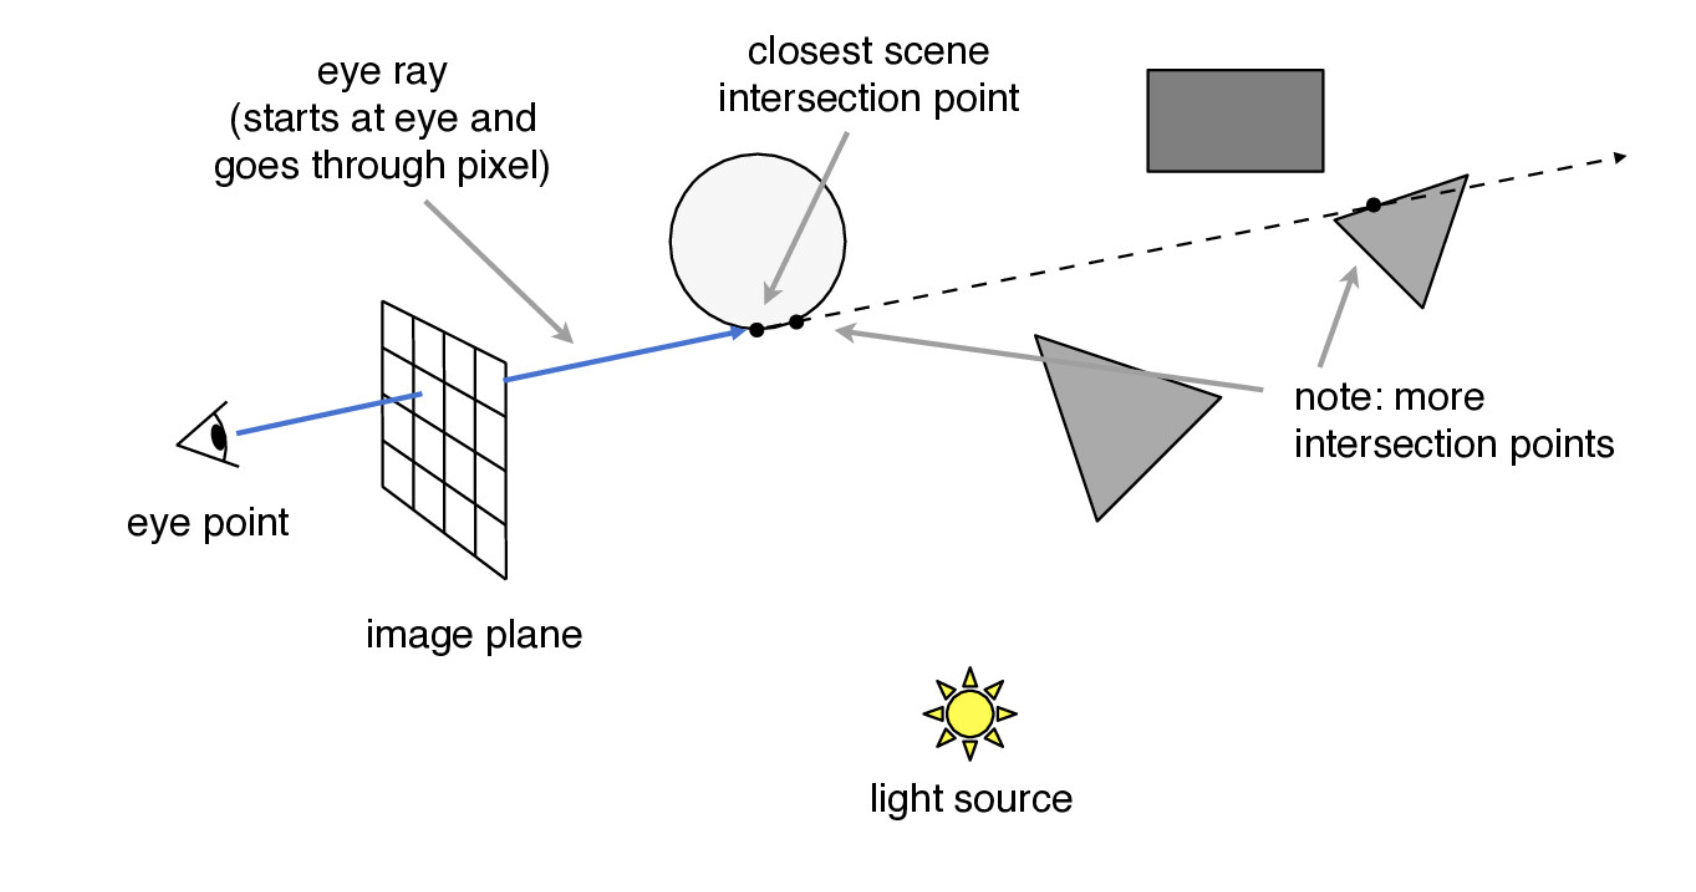 eye ray
(starts at eye and
goes through pixel)
closest scene
intersection point
note: more
intersection points
eye point
image plane
light source